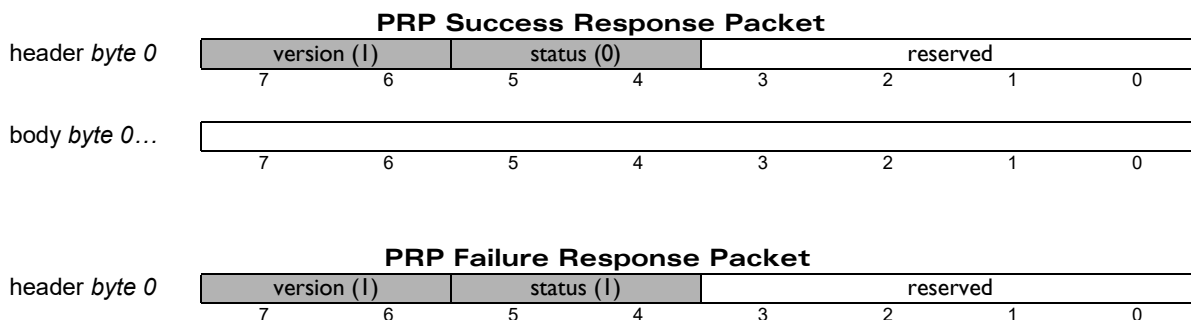 PRP Success Response Packet
header byte 0 version (1) status (0) reserved
7 6 5 4 3 2 1 0
body byte 0…
7 6 5 4 3 2 1 0
PRP Failure Response Packet
header byte 0 version (1) status (1) reserved
7 6 5 4 3 2 1 0